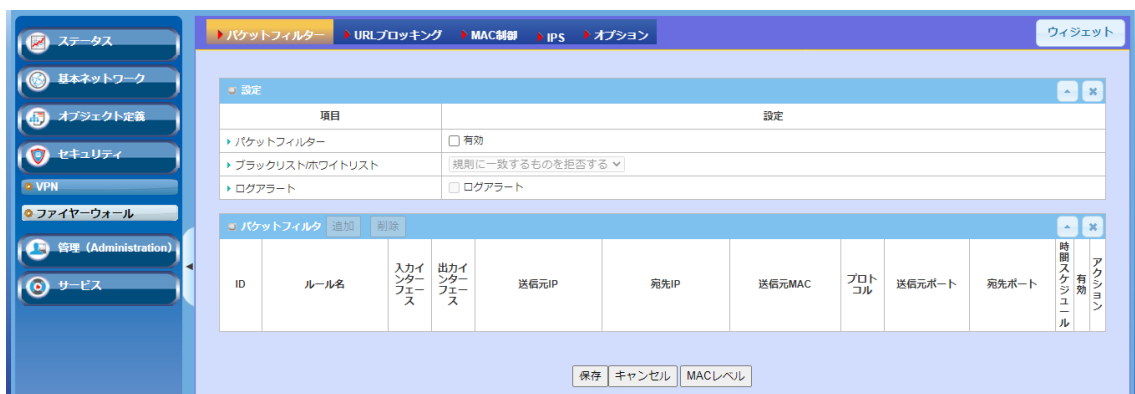 パケットフィルター URLブロッキング MAC制御 IPS オプション
ウィジェット
ステータス
基本ネットワーク
オブジェクト定義
セキュリティ
VPN
ファイヤーウォール
管理（Administration）
サービス
設定
項目 設定
パケットフィルター 有効
ブラックリスト/ホワイトリスト 規則に一致するものを拒否する
ログアラート ログアラート
パケットフィルタ 追加 削除
ID ルール名 入力インターフェース 出力インターフェース 送信元IP 宛先IP 送信元MAC プロトコル 送信元ポート 宛先ポート 時間スケジュール 有効 アクション
保存 キャンセル MACレベル